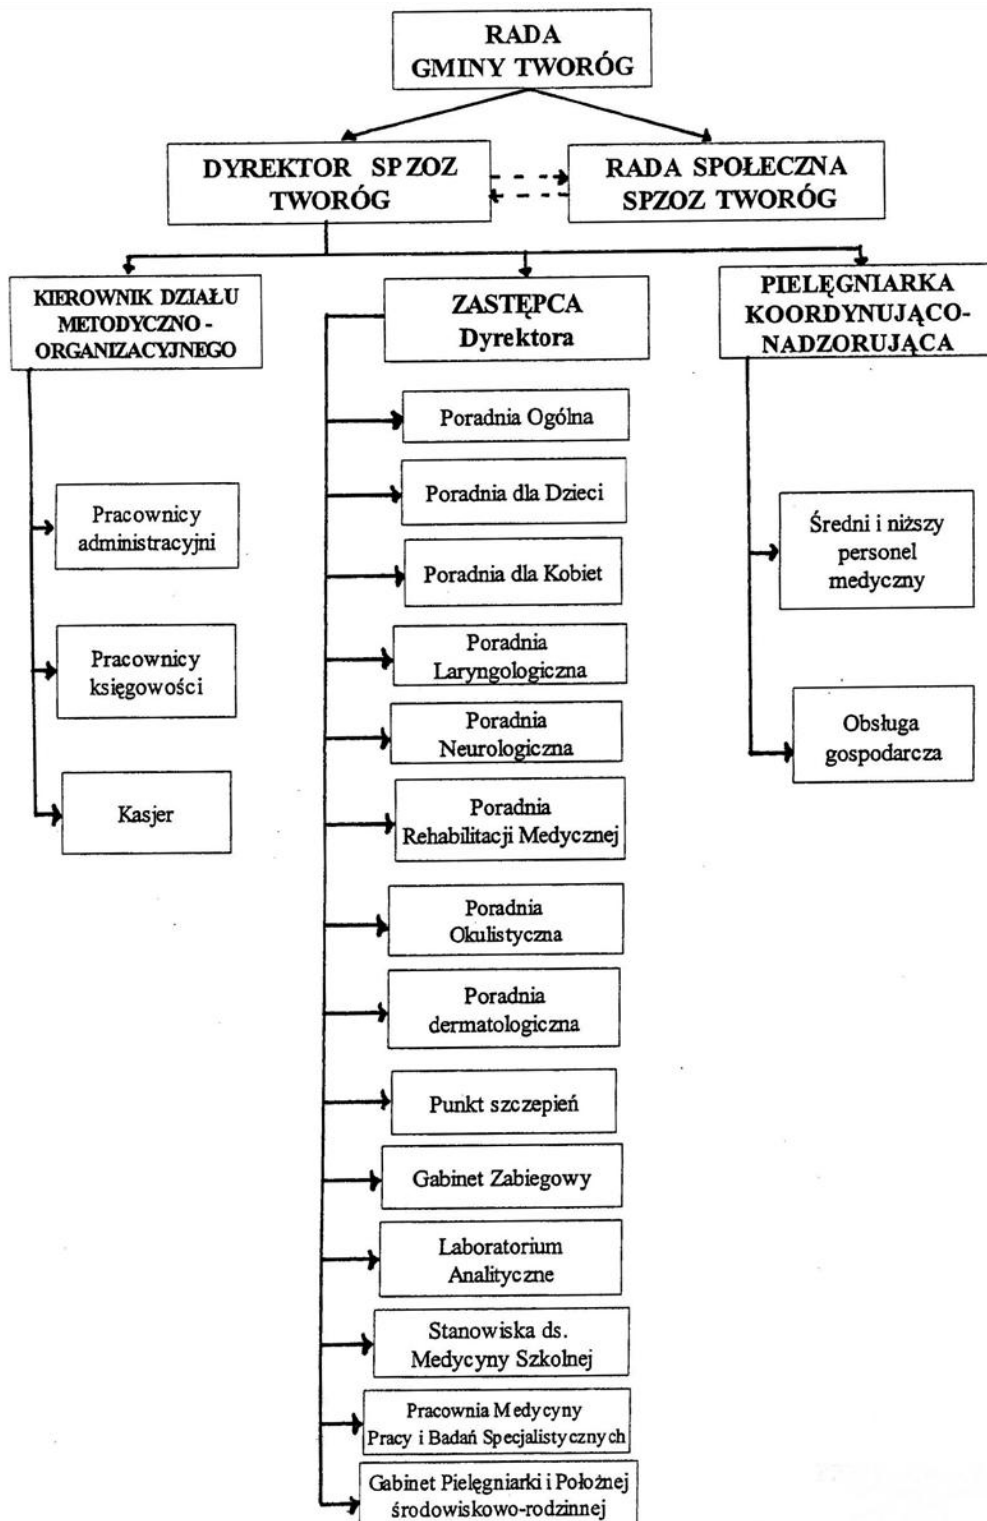 RADA
GMINY TWORÓG
DYREKTOR SPZOZ
TWORÓG
RADA SPOŁECZNA
SPZOZ TWORÓG
KIEROWNIK DZIAŁU
METODYCZNO -
ORGANIZACYJNEGO
ZASTĘPCA
Dyrektora
PIELĘGNIARKA
KOORDYNUJĄCO-
NADZORUJĄCA
Pracownicy
administracyjni
Pracownicy
księgowości
Kasjer
Poradnia Ogólna
Poradnia dla Dzieci
Poradnia dla Kobiet
Poradnia
Laryngologiczna
Poradnia
Neurologiczna
Poradnia
Rehabilitacji Medycznej
Poradnia
Okulistyczna
Poradnia
dermatologiczna
Punkt szczepień
Gabinet Zabiegowy
Laboratorium
Analityczne
Stanowiska ds.
Medycyny Szkolnej
Pracownia Medycyny
Pracy i Badań Specjalistycznych
Gabinet Pielęgniarki i Położnej
środowiskowo-rodzinnej
Średni i niższy
personel
medyczny
Obsługa
gospodarcza